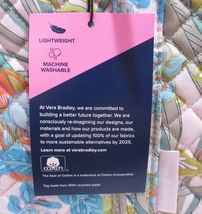 LIGHTWEIGHT
MACHINE
WASHABLE
At Vera Bradley, we are committed to
building a better future together. We
are consciously re-imagining our designs, our
materials and how our products are made,
with a goal of updating 100% of our fabrics
to more sustainable alternatives by 2025.
Learn more at verabradley.com
cotton
The Seal of Cotton is a trademark of Cotton Incorporated
Tag made from 100% recycled paper